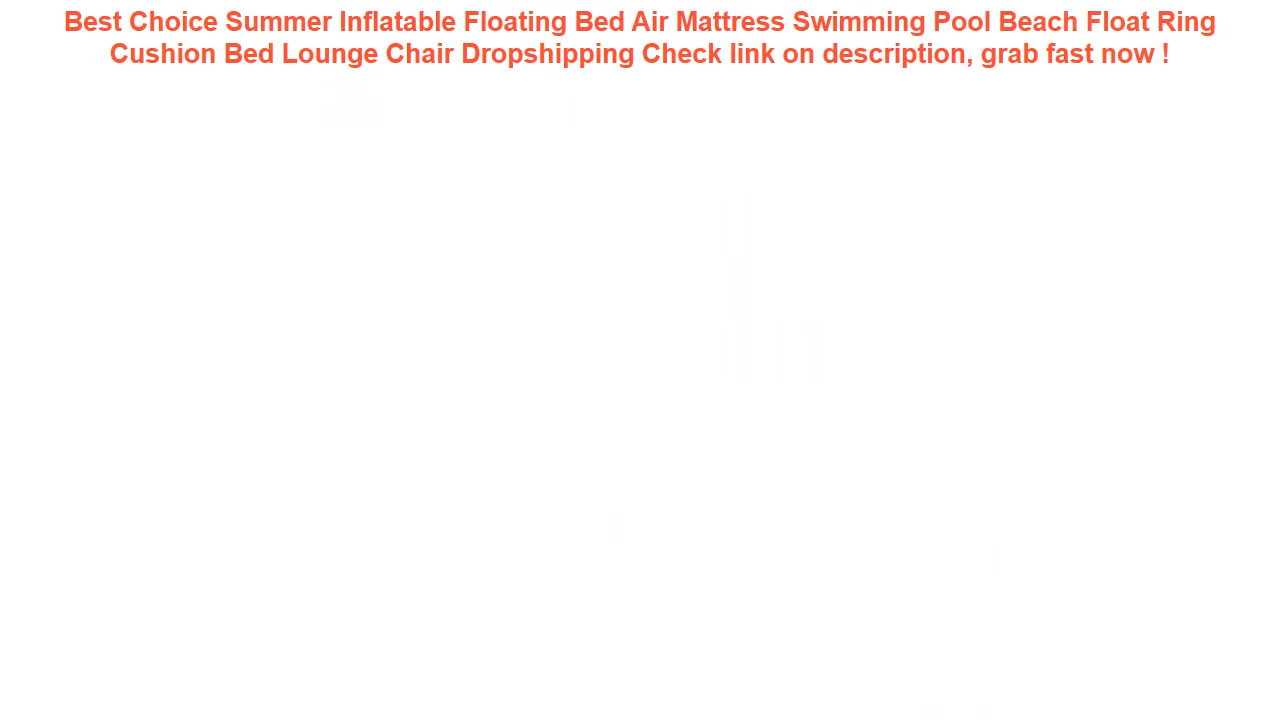 Best Choice Summer Inflatable Floating Bed Air Mattress Swimming Pool Beach Float Ring
Cushion Bed Lounge Chair Dropshipping Check link on description, grab fast now !